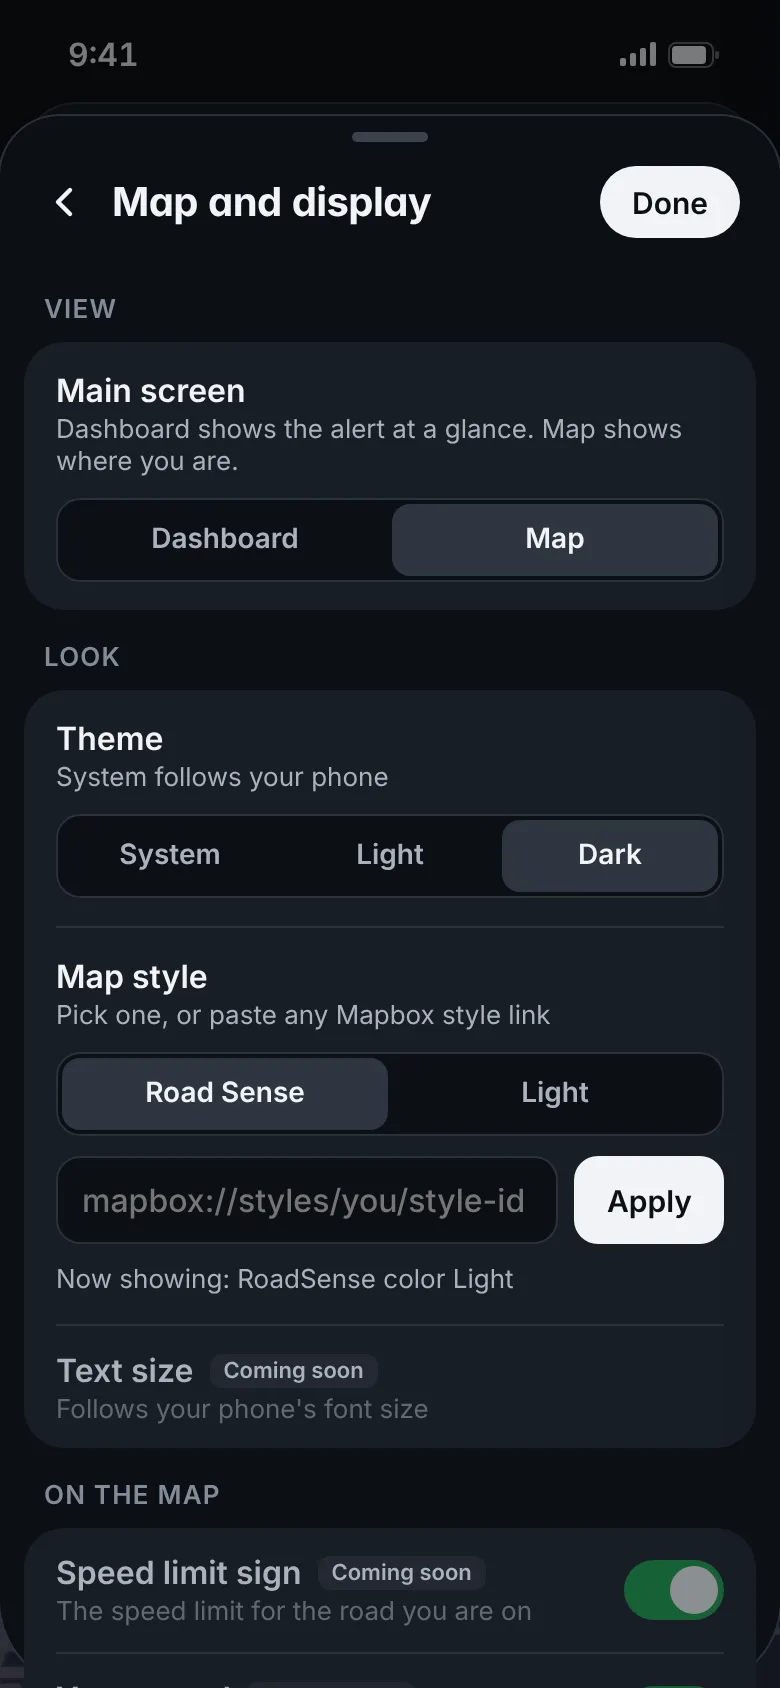 9:41
Map and display
Done
VIEW
Main screen
Dashboard shows the alert at a glance. Map shows
where you are.
Dashboard
Map
LOOK
Theme
System follows your phone
System
Light
Dark
Map style
Pick one, or paste any Mapbox style link
Road Sense
Light
mapbox://styles/you/style-id
Apply
Now showing: RoadSense color Light
Text size
Coming soon
Follows your phone's font size
ON THE MAP
Speed limit sign
Coming soon
The speed limit for the road you are on